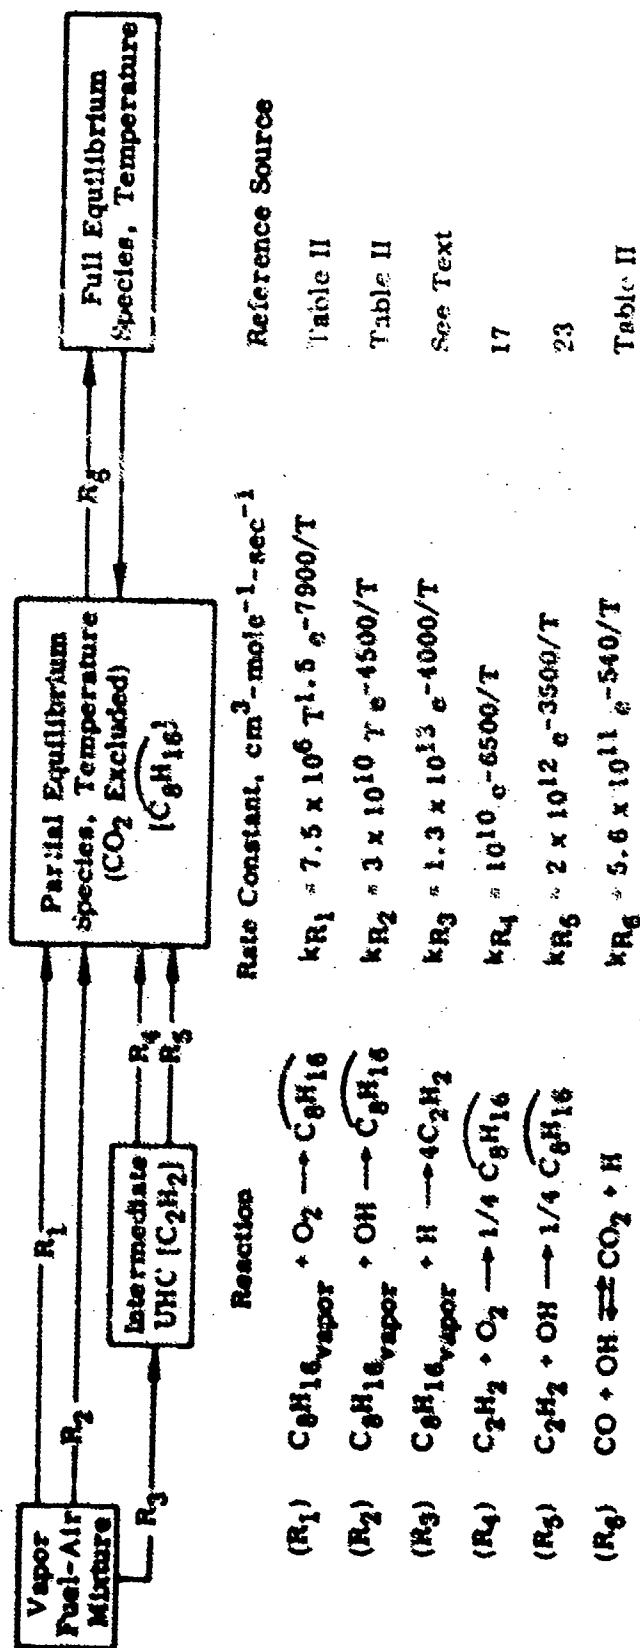 Vapor
Fuel-Air
Mixture
R1
R2
R3
Intermediate
UHC [C2H2]
R4
R5
Partial Equilibrium
Species, Temperature
(CO2 Excluded)
[C8H16]
R6
Full Equilibrium
Species, Temperature
Reaction Rate Constant, cm3-mole-1-sec-1 Reference Source
(R1) C8H16vapor + O2 → C8H16 kR1 = 7.5 x 10^6 T^1.5 e^-7900/T Table II
(R2) C8H16vapor + OH → C8H16 kR2 = 3 x 10^10 T e^-4500/T Table II
(R3) C8H16vapor + H → 4C2H2 kR3 = 1.3 x 10^13 e^-4000/T See Text
(R4) C2H2 + O2 → 1/4 C8H16 kR4 = 10^10 e^-6500/T 17
(R5) C2H2 + OH → 1/4 C8H16 kR5 = 2 x 10^12 e^-3500/T 23
(R6) CO + OH ⇌ CO2 + H kR6 = 5.6 x 10^11 e^-540/T Table II